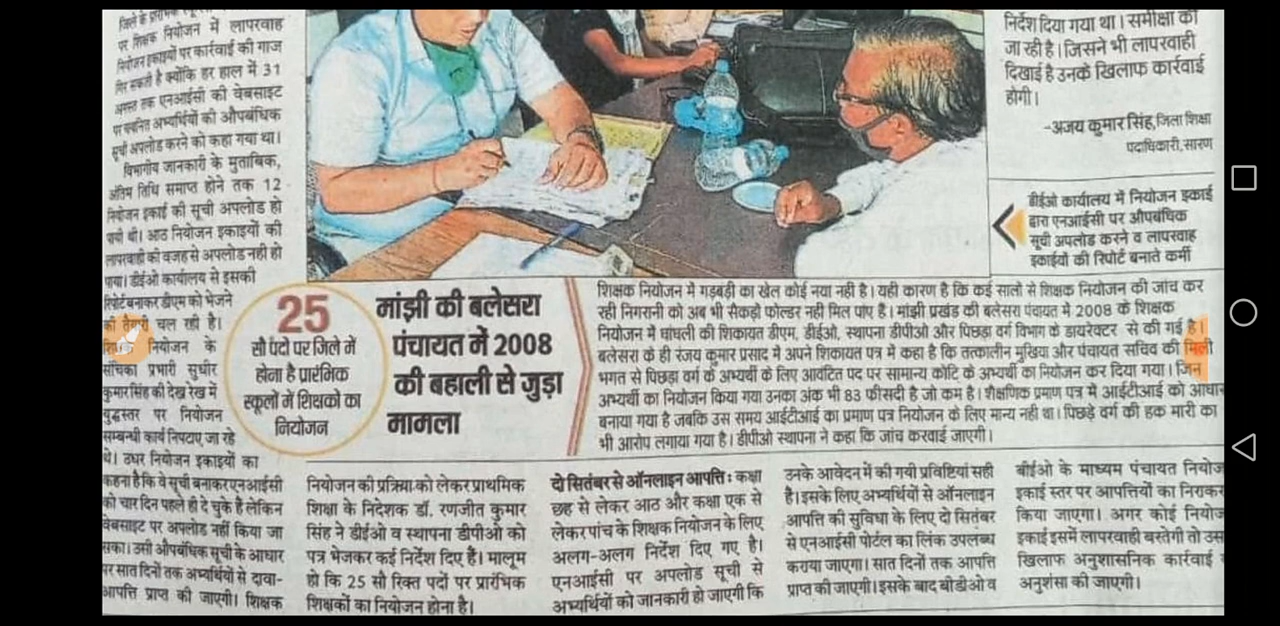 जिले के प्रारंभिक
पर शिक्षक नियोजन में लापरवाह
नियोजन इकाइयों पर कार्रवाई की गाज
गिर सकती है क्योंकि हर हाल में 31
अगस्त तक एनआईसी की वेबसाइट
पर चयनित अभ्यर्थियों की औपबंधिक
सूची अपलोड करने को कहा गया था।
विभागीय जानकारी के मुताबिक,
अंतिम तिथि समाप्त होने तक 12
नियोजन इकाई की सूची अपलोड हो
पायी थी। आठ नियोजन इकाइयों की
लापरवाही की वजह से अपलोड नही हो
पाया। डीईओ कार्यालय से इसकी
रिपोर्ट बनाकर डीएम को भेजने
की तैयारी चल रही है।
नियोजन के
संचिका प्रभारी सुधीर
कुमार सिंह की देख रेख में
युद्धस्तर पर नियोजन
सम्बन्धी कार्य निपटाए जा रहे
थे। उधर नियोजन इकाइयों का
कहना है कि वे सूची बनाकर एनआईसी
को चार दिन पहले ही दे चुके है लेकिन
वेबसाइट पर अपलोड नहीं किया जा
सका। उसी औपबंधिक सूची के आधार
पर सात दिनों तक अभ्यर्थियों से दावा-
आपत्ति प्राप्त की जाएगी। शिक्षक
निर्देश दिया गया था। समीक्षा की
जा रही है। जिसने भी लापरवाही
दिखाई है उनके खिलाफ कार्रवाई
होगी।
-अजय कुमार सिंह,जिला शिक्षा
पदाधिकारी, सारण
बीईओ कार्यालय में नियोजन इकाई
द्वारा एनआईसी पर औपबंधिक
सूची अपलोड करने व लापरवाह
इकाईयों की रिपोर्ट बनाते कर्मी
25
सौ पदों पर जिले में
होना है प्रारंभिक
स्कूलों में शिक्षकों का
नियोजन
मांझी की बलेसरा
पंचायत में 2008
की बहाली से जुड़ा
मामला
शिक्षक नियोजन में गड़बड़ी का खेल कोई नया नही है। यही कारण है कि कई सालो से शिक्षक नियोजन की जांच कर
रही निगरानी को अब भी सैकड़ो फोल्डर नही मिल पाए है। मांझी प्रखंड की बलेसरा पंचायत में 2008 के शिक्षक
नियोजन में धांधली की शिकायत डीएम, डीईओ, स्थापना डीपीओ और पिछड़ा वर्ग विभाग के डायरेक्टर से की गई है।
बलेसरा के ही रंजय कुमार प्रसाद में अपने शिकायत पत्र में कहा है कि तत्कालीन मुखिया और पंचायत सचिव की मिली
भगत से पिछड़ा वर्ग के अभ्यर्थी के लिए आवंटित पद पर सामान्य कोटि के अभ्यर्थी का नियोजन कर दिया गया। जिन
अभ्यर्थी का नियोजन किया गया उनका अंक भी 83 फीसदी है जो कम है। शैक्षणिक प्रमाण पत्र में आईटीआई को आधार
बनाया गया है जबकि उस समय आईटीआई का प्रमाण पत्र नियोजन के लिए मान्य नही था। पिछड़े वर्ग की हक मारी का
भी आरोप लगाया गया है। डीपीओ स्थापना ने कहा कि जांच करवाई जाएगी।
नियोजन की प्रक्रिया को लेकर प्राथमिक
शिक्षा के निदेशक डॉ. रणजीत कुमार
सिंह ने डीईओ व स्थापना डीपीओ को
पत्र भेजकर कई निर्देश दिए हैं। मालूम
हो कि 25 सौ रिक्त पदों पर प्रारंभिक
शिक्षकों का नियोजन होना है।
दो सितंबर से ऑनलाइन आपत्ति : कक्षा
छह से लेकर आठ और कक्षा एक से
लेकर पांच के शिक्षक नियोजन के लिए
अलग-अलग निर्देश दिए गए है।
एनआईसी पर अपलोड सूची से
अभ्यर्थियों को जानकारी हो जाएगी कि
उनके आवेदन में की गयी प्रविष्टियां सही
है। इसके लिए अभ्यर्थियों से ऑनलाइन
आपत्ति की सुविधा के लिए दो सितंबर
से एनआईसी पोर्टल का लिंक उपलब्ध
कराया जाएगा। सात दिनों तक आपत्ति
प्राप्त की जाएगी। इसके बाद बीडीओ व
बीईओ के माध्यम पंचायत नियोज
इकाई स्तर पर आपत्तियों का निराकर
किया जाएगा। अगर कोई नियोज
इकाई इसमें लापरवाही बरतेगी तो उस
खिलाफ अनुशासनिक कार्रवाई
अनुशंसा की जाएगी।